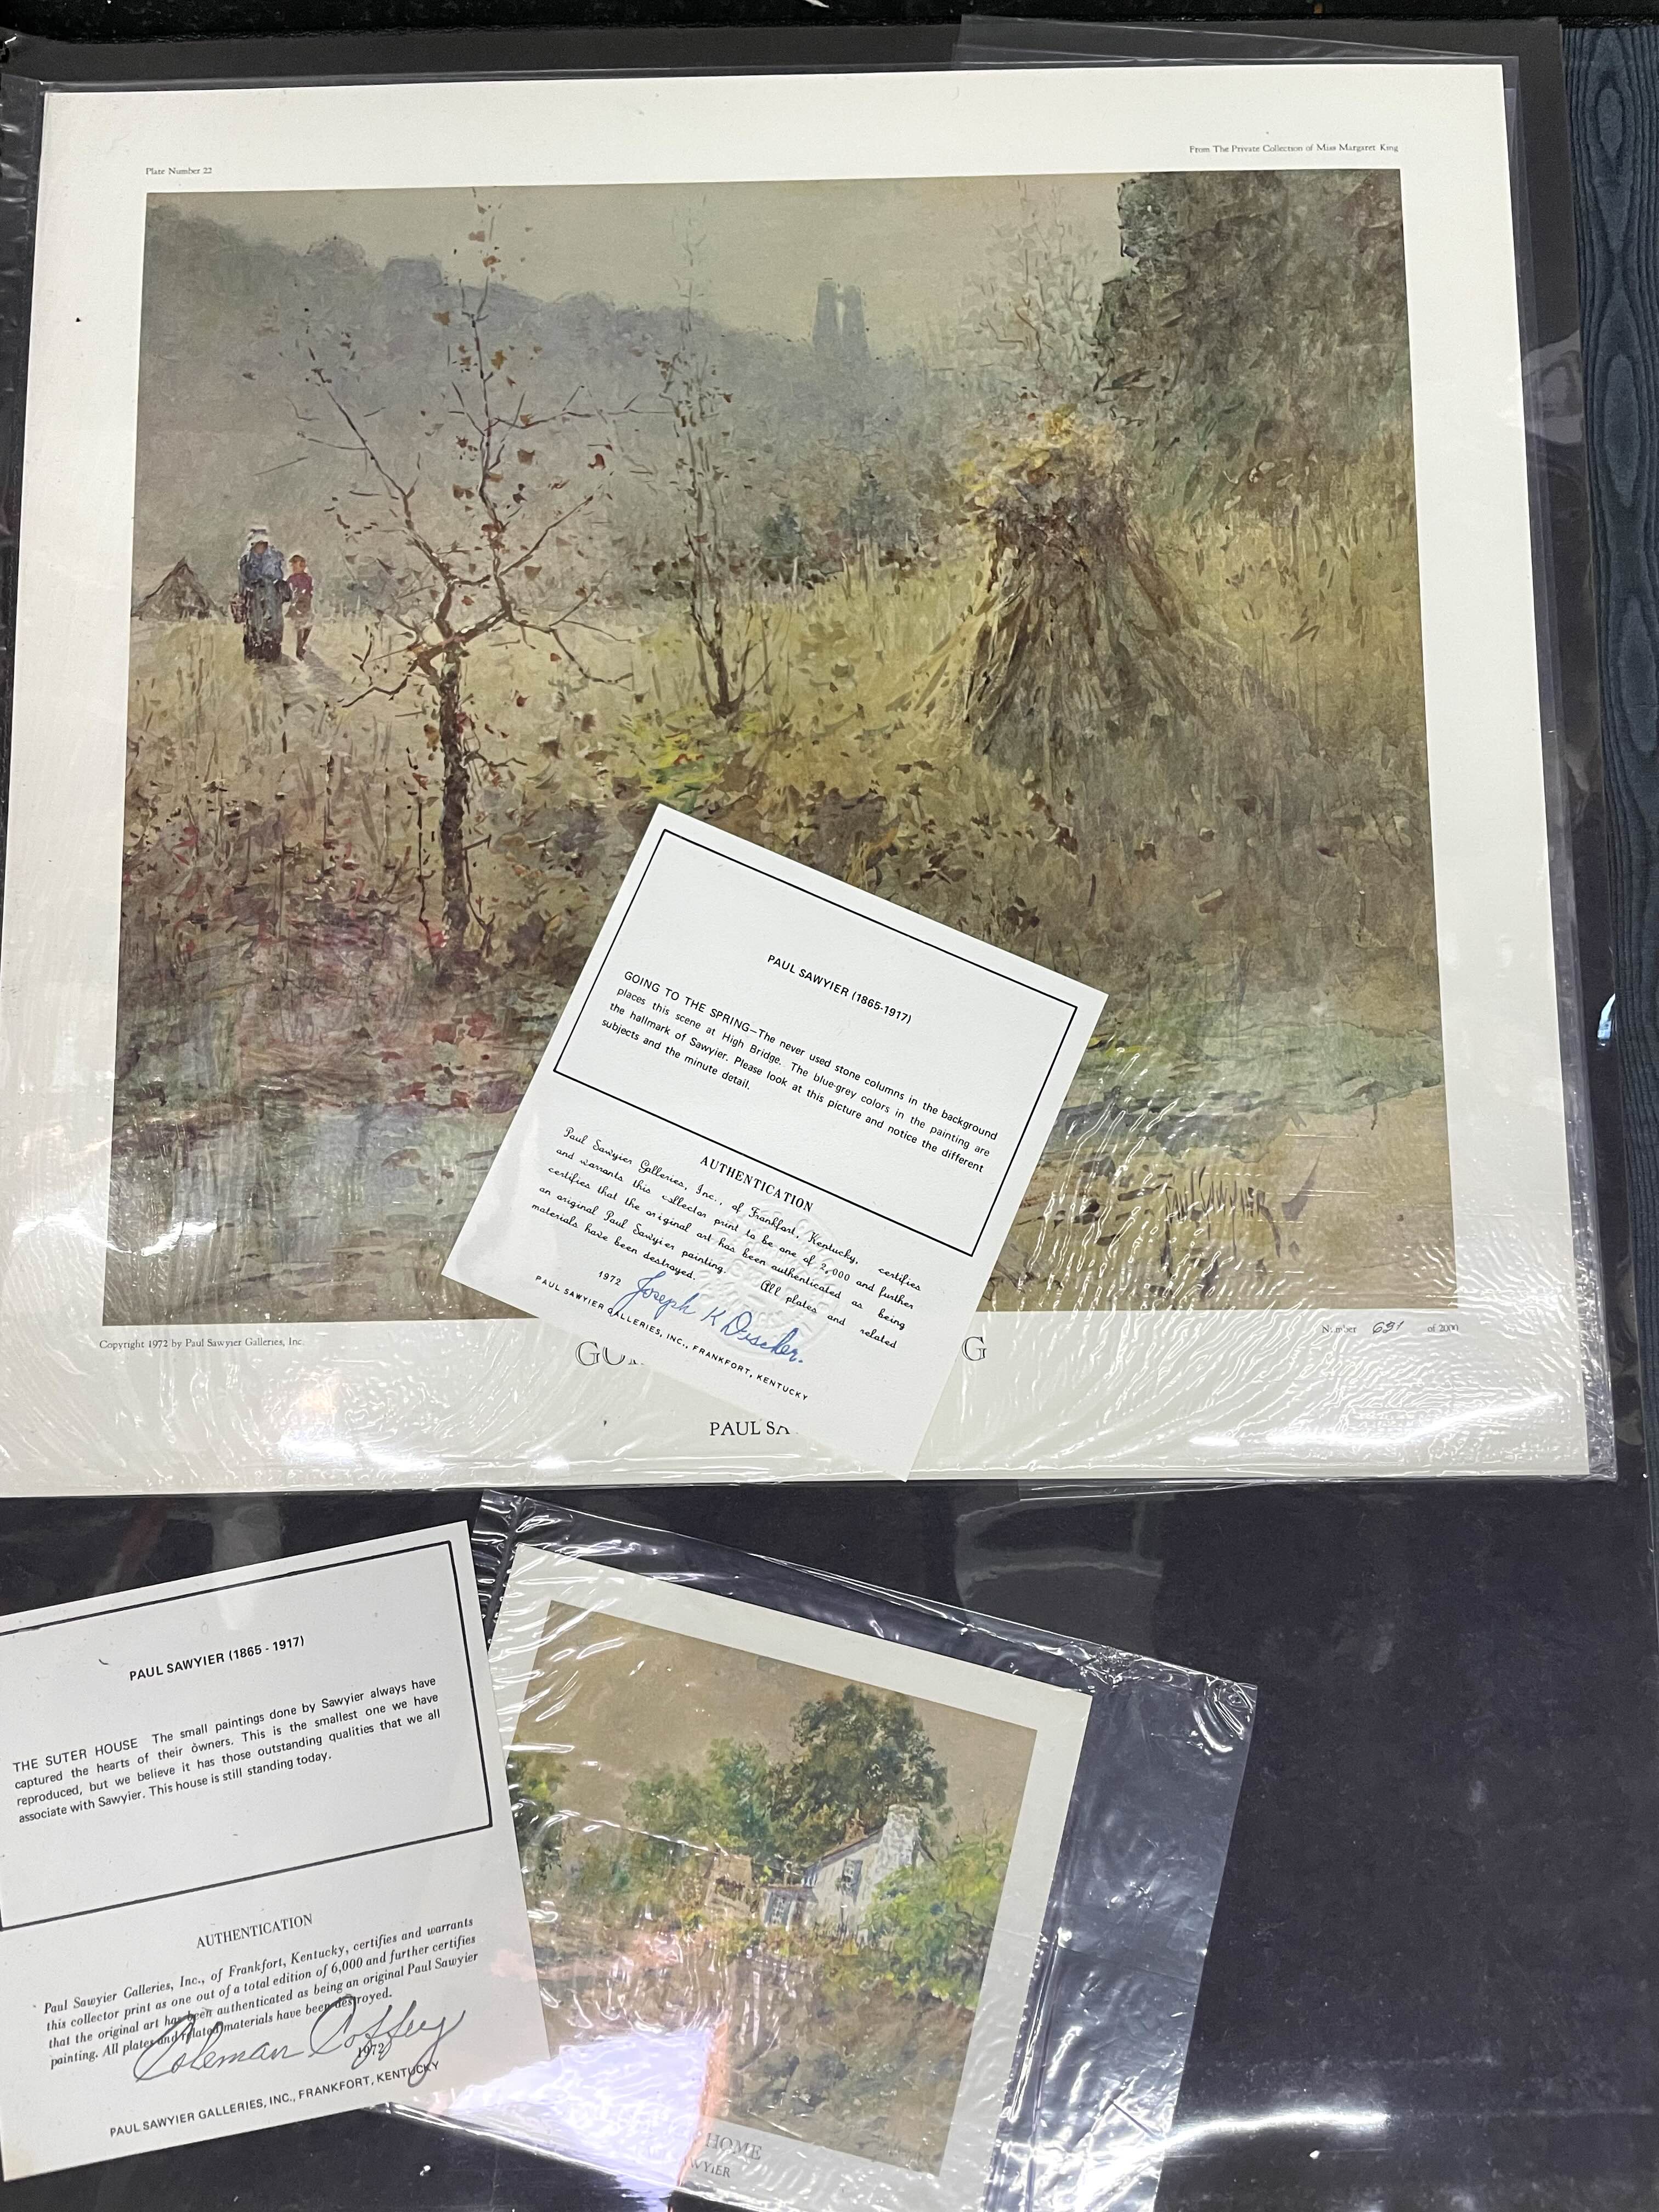 Plate Number 22
From The Private Collection of Miss Margaret King
PAUL SAWYIER (1865-1917)
GOING TO THE SPRING—The never used stone columns in the background
places this scene at High Bridge. The blue-grey colors in the painting are
the hallmark of Sawyier. Please look at this picture and notice the different
subjects and the minute detail.
AUTHENTICATION
Paul Sawyier Galleries, Inc., of Frankfort, Kentucky, certifies
and warrants this collector print to be one of 2,000 and further
certifies that the original art has been authenticated as being
an original Paul Sawyier painting. All plates and related
materials have been destroyed.
1972 Joseph K Discher.
PAUL SAWYIER GALLERIES, INC., FRANKFORT, KENTUCKY
PAUL SAWYIER
Copyright 1972 by Paul Sawyier Galleries, Inc.
Number 691 of 2000
G
PAUL SA
PAUL SAWYIER (1865 - 1917)
THE SUTER HOUSE The small paintings done by Sawyier always have
captured the hearts of their owners. This is the smallest one we have
reproduced, but we believe it has those outstanding qualities that we all
associate with Sawyier. This house is still standing today.
AUTHENTICATION
Paul Sawyier Galleries, Inc., of Frankfort, Kentucky, certifies and warrants
this collector print as one out of a total edition of 6,000 and further certifies
that the original art has been authenticated as being an original Paul Sawyier
painting. All plates and related materials have been destroyed.
Coleman Coffey
1972
PAUL SAWYIER GALLERIES, INC., FRANKFORT, KENTUCKY
HOME
WYIER